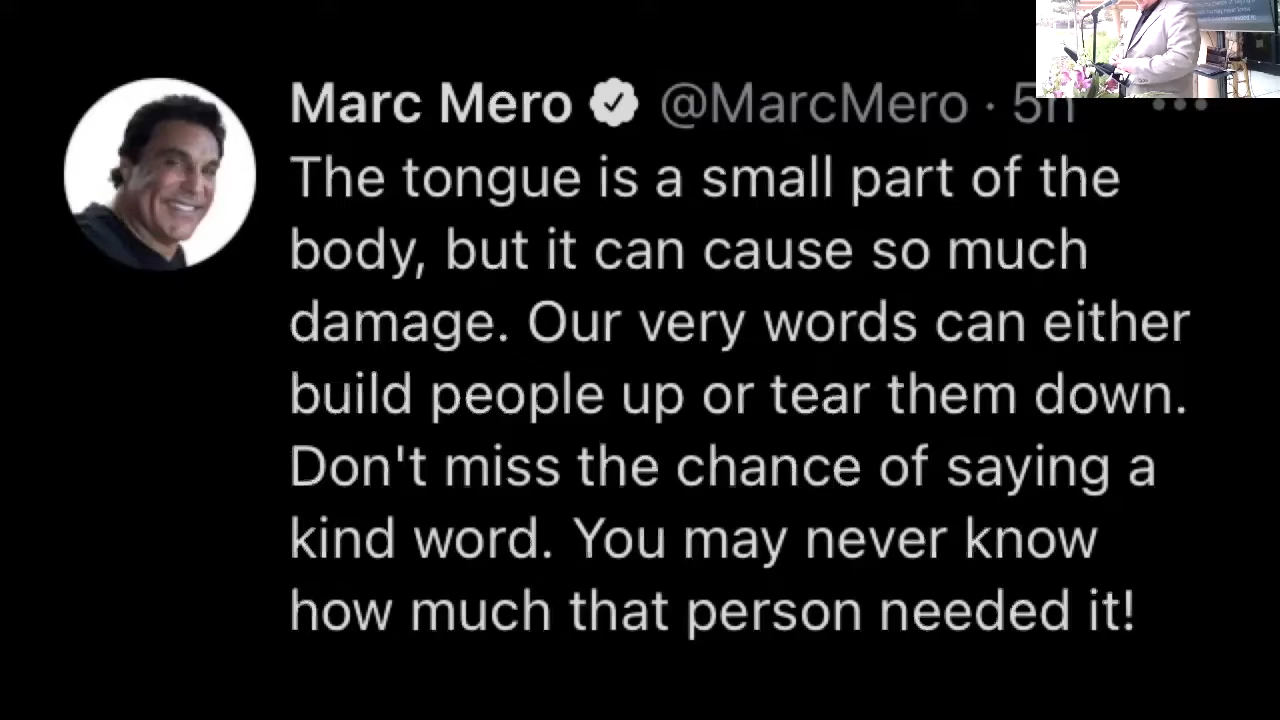 Marc Mero @MarcMero · 5h
The tongue is a small part of the
body, but it can cause so much
damage. Our very words can either
build people up or tear them down.
Don't miss the chance of saying a
kind word. You may never know
how much that person needed it!